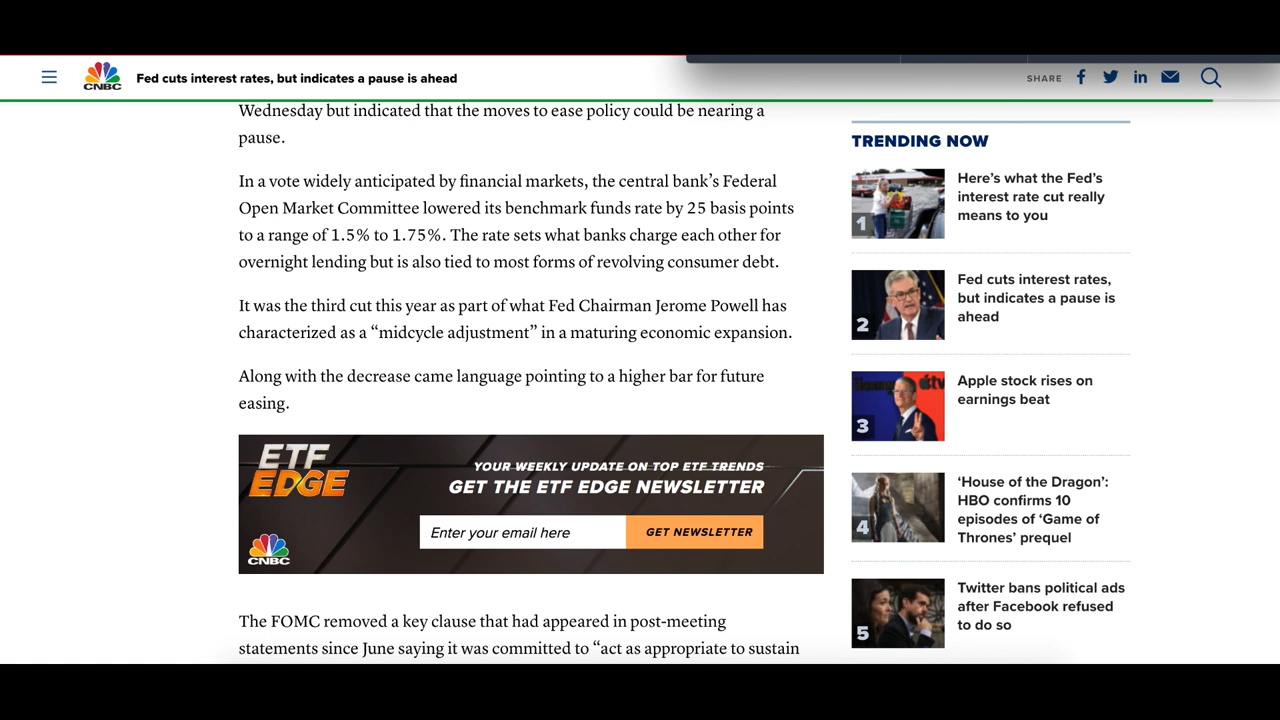 CNBC
Fed cuts interest rates, but indicates a pause is ahead
SHARE
Wednesday but indicated that the moves to ease policy could be nearing a
pause.
In a vote widely anticipated by financial markets, the central bank’s Federal
Open Market Committee lowered its benchmark funds rate by 25 basis points
to a range of 1.5% to 1.75%. The rate sets what banks charge each other for
overnight lending but is also tied to most forms of revolving consumer debt.
It was the third cut this year as part of what Fed Chairman Jerome Powell has
characterized as a “midcycle adjustment” in a maturing economic expansion.
Along with the decrease came language pointing to a higher bar for future
easing.
ETF
EDGE
CNBC
YOUR WEEKLY UPDATE ON TOP ETF TRENDS
GET THE ETF EDGE NEWSLETTER
Enter your email here
GET NEWSLETTER
The FOMC removed a key clause that had appeared in post-meeting
statements since June saying it was committed to “act as appropriate to sustain
TRENDING NOW
1
Here’s what the Fed’s
interest rate cut really
means to you
2
Fed cuts interest rates,
but indicates a pause is
ahead
3
Apple stock rises on
earnings beat
4
‘House of the Dragon’:
HBO confirms 10
episodes of ‘Game of
Thrones’ prequel
5
Twitter bans political ads
after Facebook refused
to do so